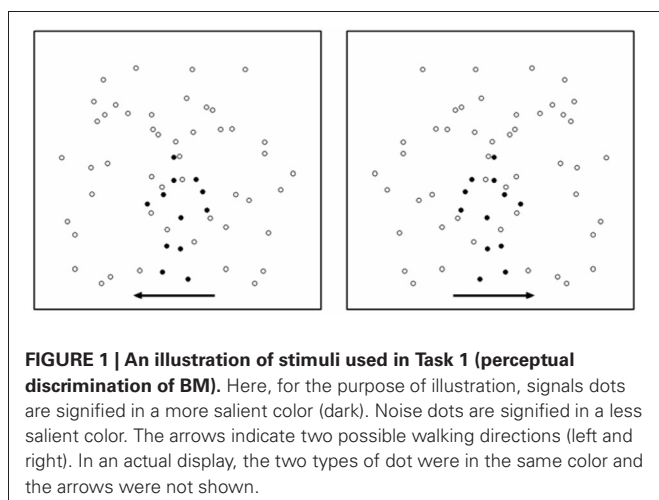 FIGURE 1 | An illustration of stimuli used in Task 1 (perceptual
discrimination of BM). Here, for the purpose of illustration, signals dots
are signified in a more salient color (dark). Noise dots are signified in a less
salient color. The arrows indicate two possible walking directions (left and
right). In an actual display, the two types of dot were in the same color and
the arrows were not shown.